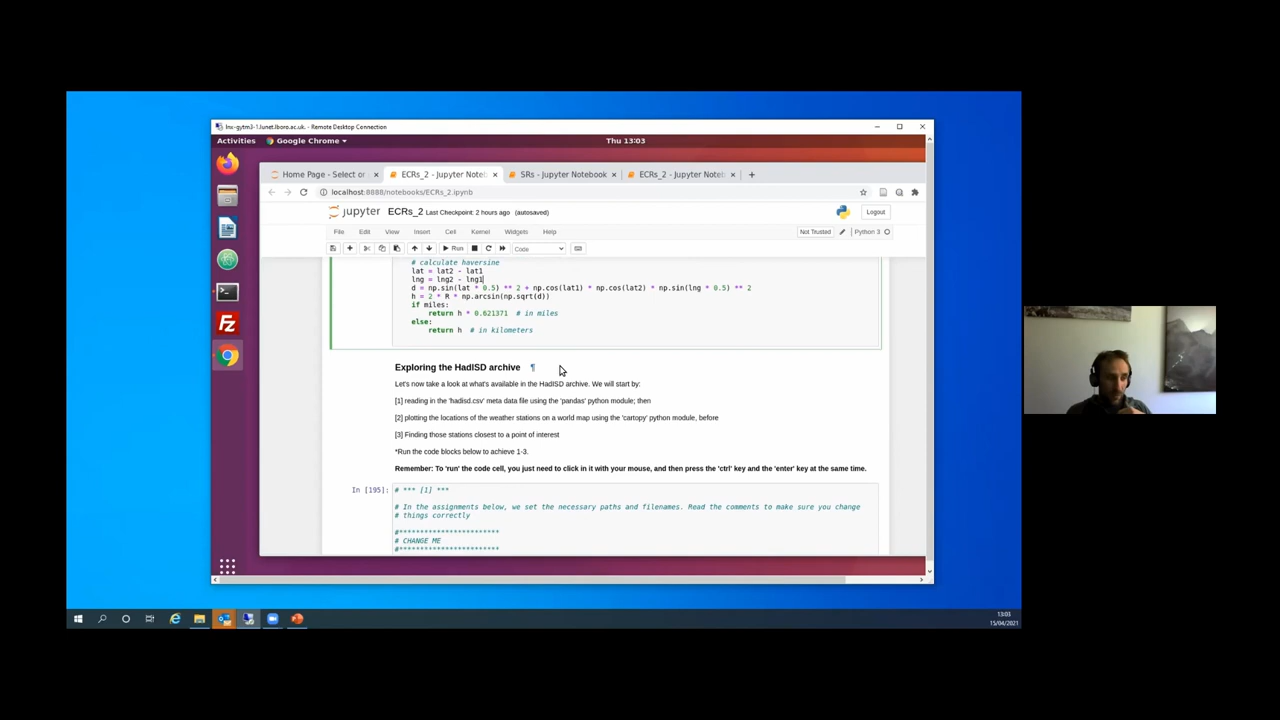 lnx-gytm3-1.lunet.lboro.ac.uk. - Remote Desktop Connection
Activities
Google Chrome
Thu 13:03
Home Page - Select or
ECRs_2 - Jupyter Noteb
SRs - Jupyter Notebook
ECRs_2 - Jupyter Noteb
localhost:8888/notebooks/ECRs_2.ipynb
jupyter ECRs_2 Last Checkpoint: 2 hours ago (autosaved)
Logout
File Edit View Insert Cell Kernel Widgets Help
Not Trusted
Python 3
Run
Code
# calculate haversine
lat = lat2 - lat1
lng = lng2 - lng1
d = np.sin(lat * 0.5) ** 2 + np.cos(lat1) * np.cos(lat2) * np.sin(lng * 0.5) ** 2
h = 2 * R * np.arcsin(np.sqrt(d))
if miles:
return h * 0.621371 # in miles
else:
return h # in kilometers
Exploring the HadISD archive ¶
Let's now take a look at what's available in the HadISD archive. We will start by:
[1] reading in the 'hadisd.csv' meta data file using the 'pandas' python module; then
[2] plotting the locations of the weather stations on a world map using the 'cartopy' python module, before
[3] Finding those stations closest to a point of interest
*Run the code blocks below to achieve 1-3.
Remember: To 'run' the code cell, you just need to click in it with your mouse, and then press the 'ctrl' key and the 'enter' key at the same time.
In [195]:
# *** [1] ***
# In the assignments below, we set the necessary paths and filenames. Read the comments to make sure you change
# things correctly
#************************
# CHANGE ME
#************************
13:03
15/04/2021